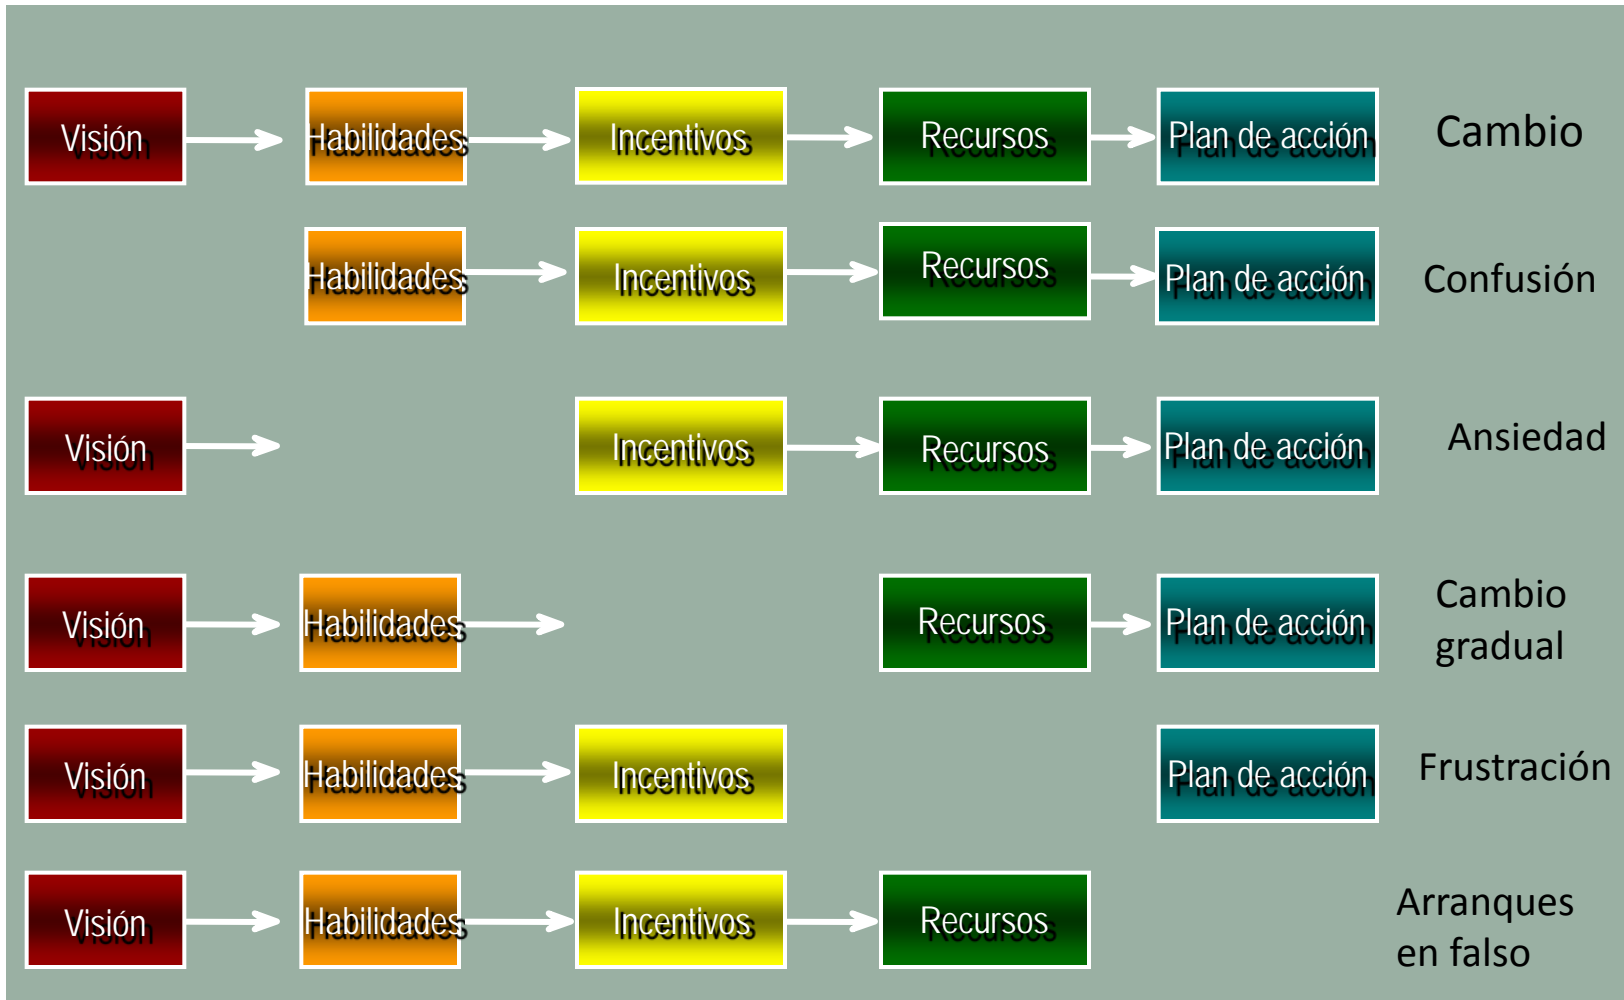 Visión Habilidades Incentivos Recursos Plan de acción Cambio
Habilidades Incentivos Recursos Plan de acción Confusión
Visión Incentivos Recursos Plan de acción Ansiedad
Visión Habilidades Recursos Plan de acción Cambio
gradual
Visión Habilidades Incentivos Plan de acción Frustración
Visión Habilidades Incentivos Recursos Arranques
en falso